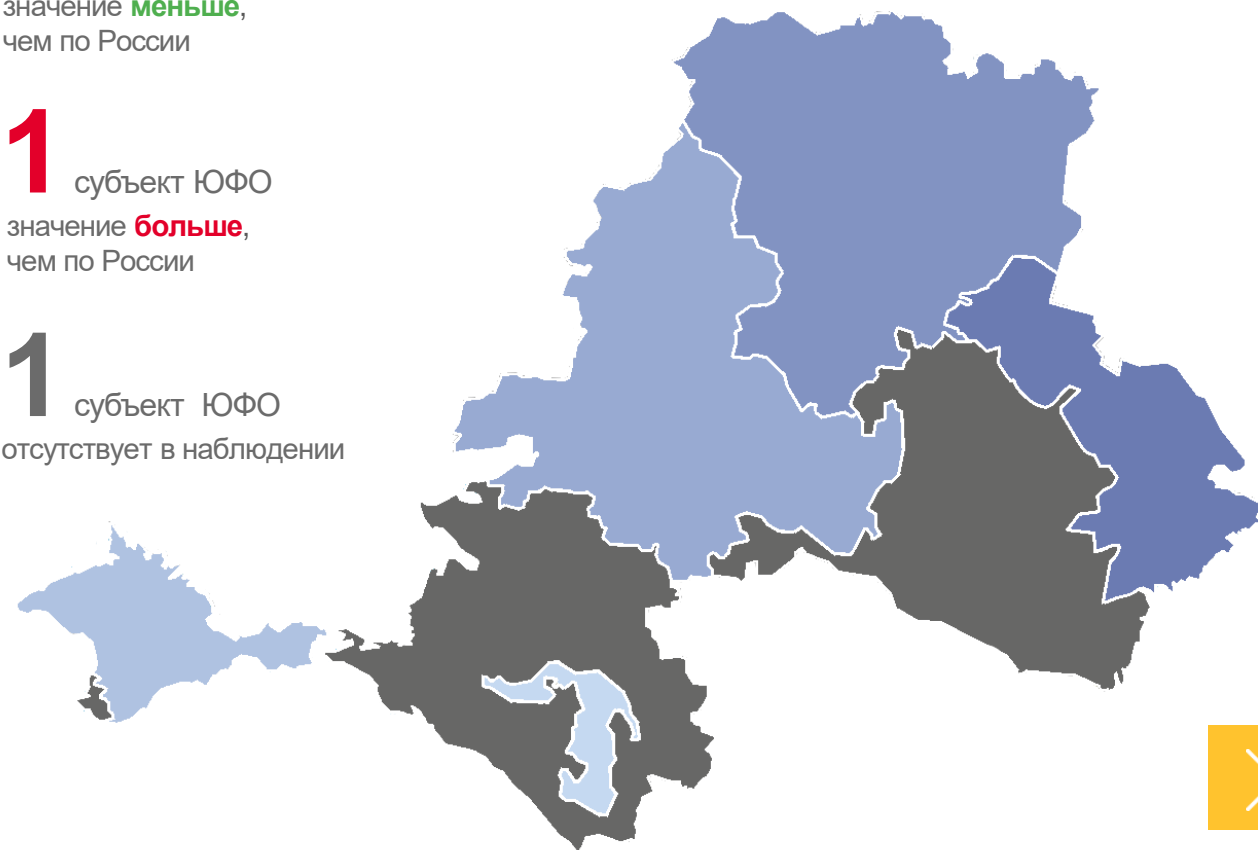 значение меньше,
чем по России
1 субъект ЮФО
значение больше,
чем по России
1 субъект ЮФО
отсутствует в наблюдении